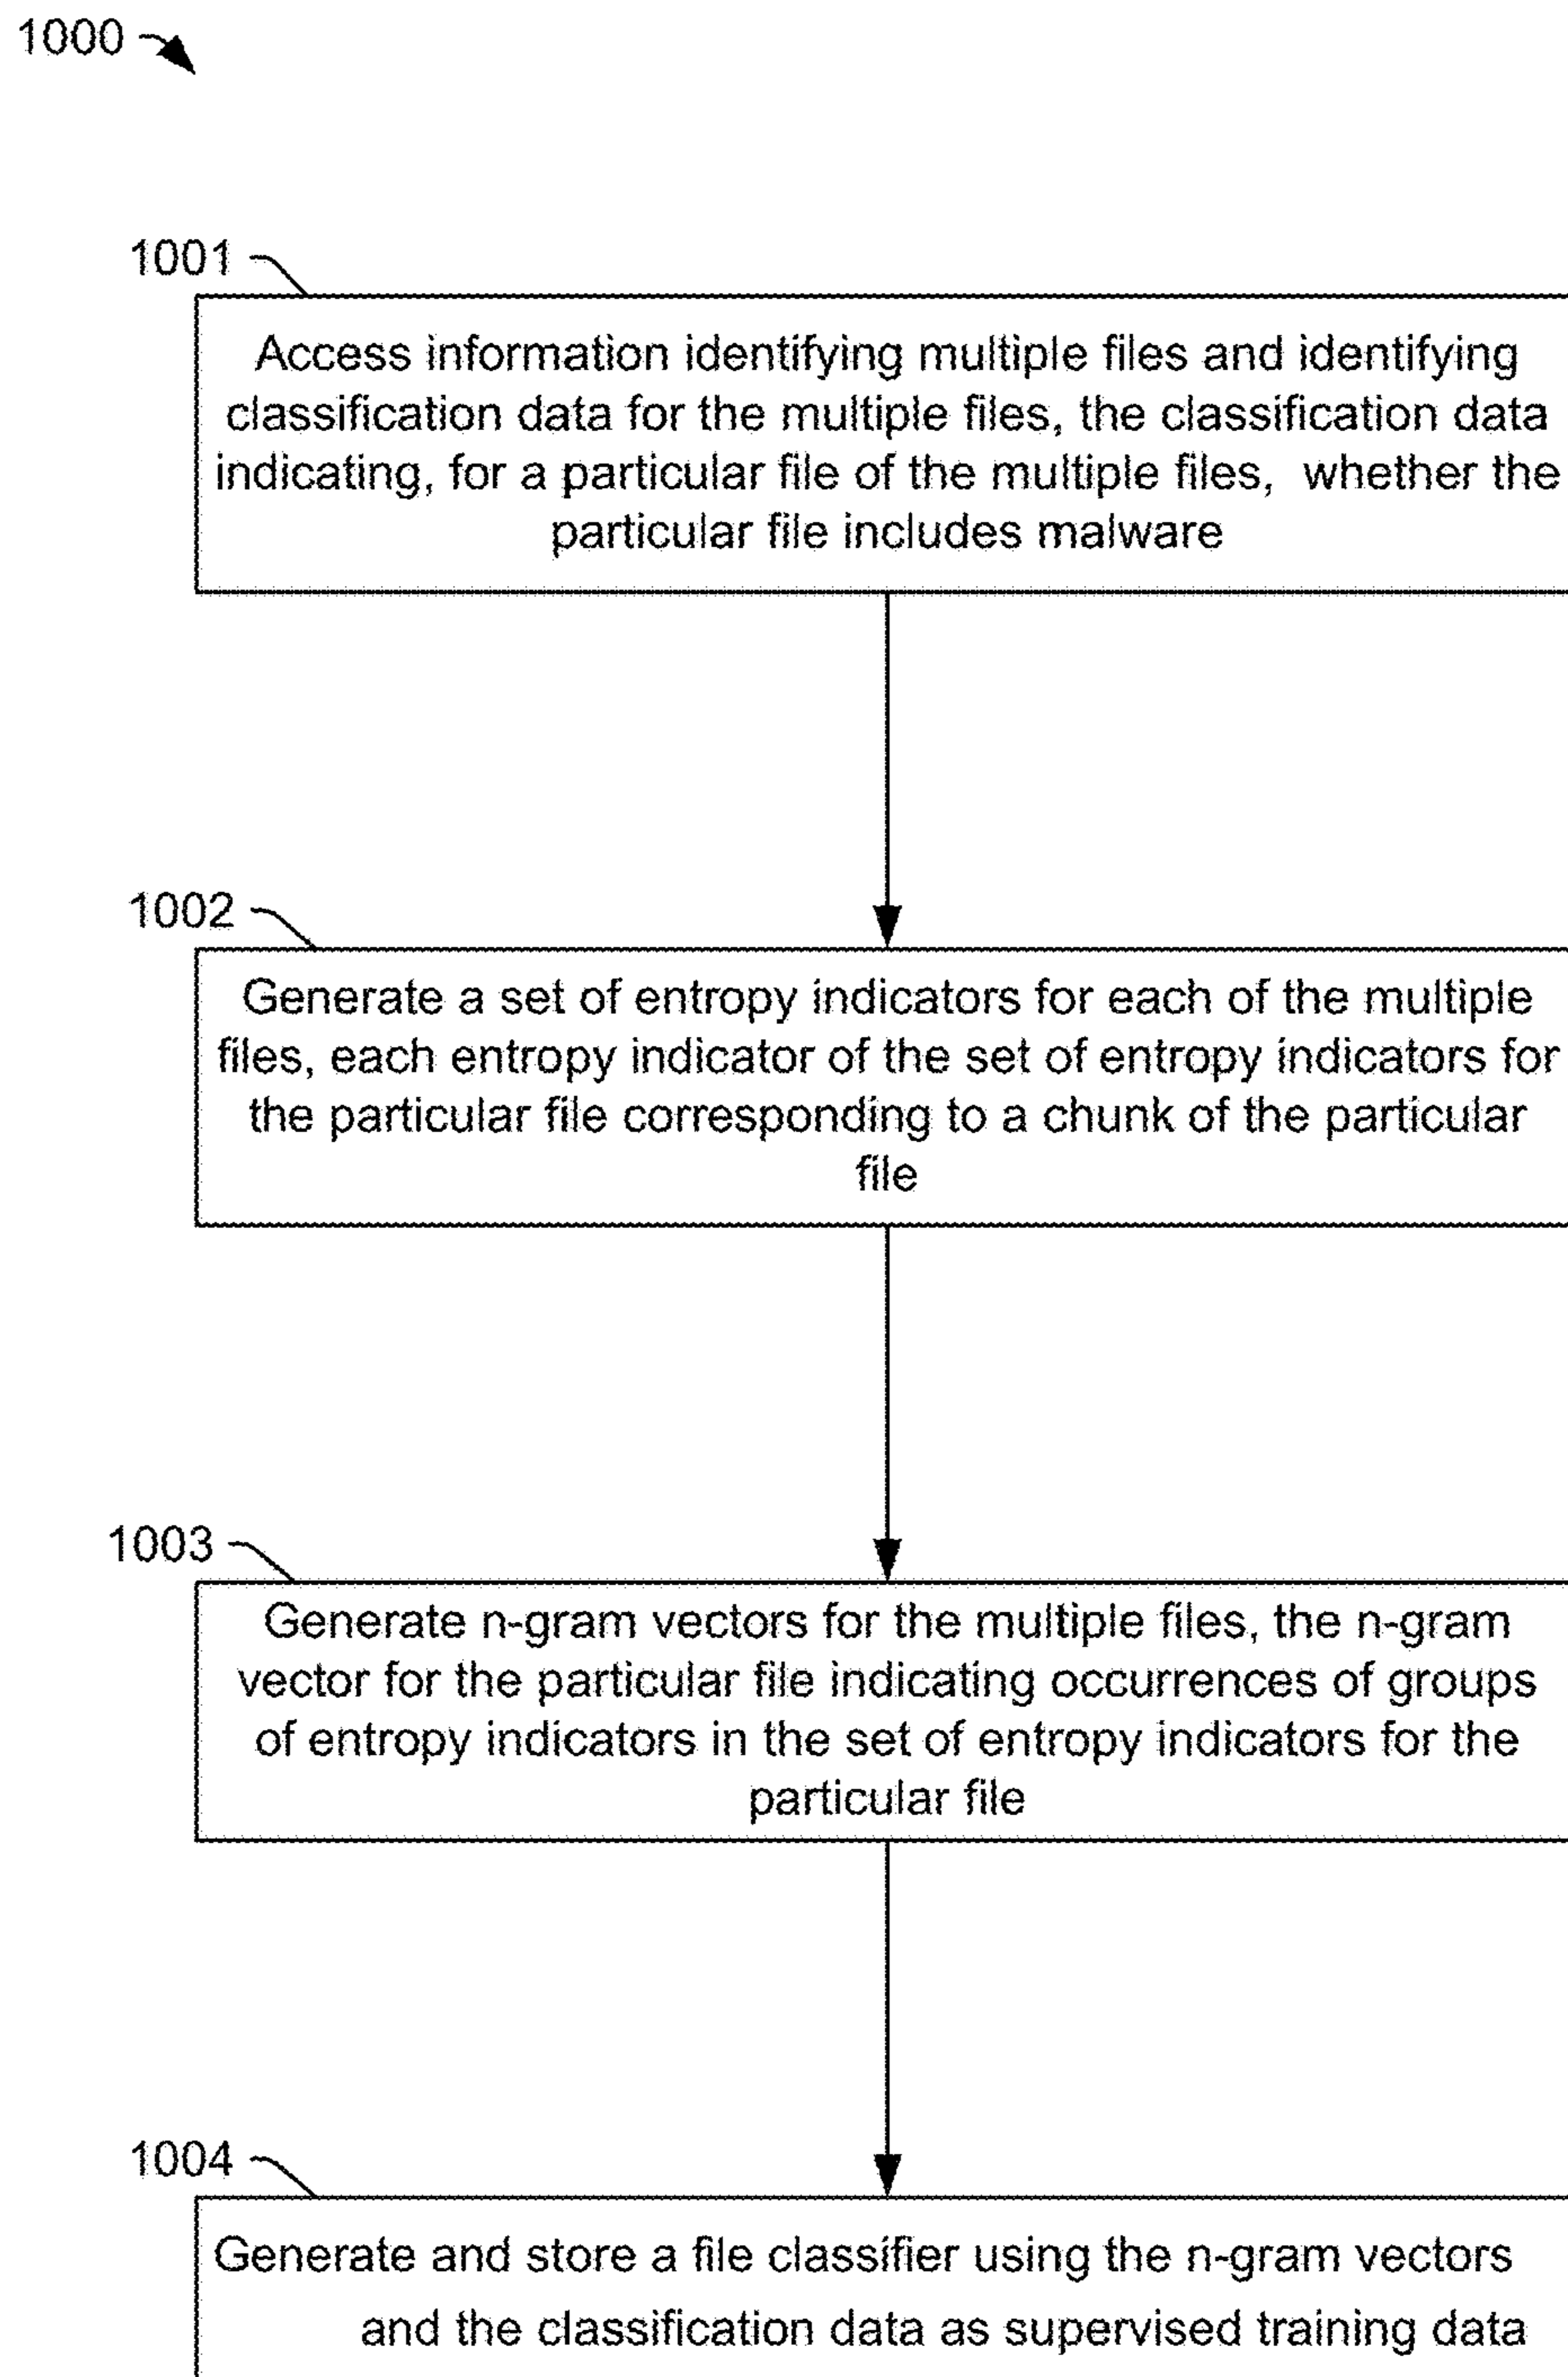 1000
1001
Access information identifying multiple files and identifying
classification data for the multiple files, the classification data
indicating, for a particular file of the multiple files,  whether the
particular file includes malware
1002
Generate a set of entropy indicators for each of the multiple
files, each entropy indicator of the set of entropy indicators for
the particular file corresponding to a chunk of the particular
file
1003
Generate n-gram vectors for the multiple files, the n-gram
vector for the particular file indicating occurrences of groups
of entropy indicators in the set of entropy indicators for the
particular file
1004
Generate and store a file classifier using the n-gram vectors
and the classification data as supervised training data